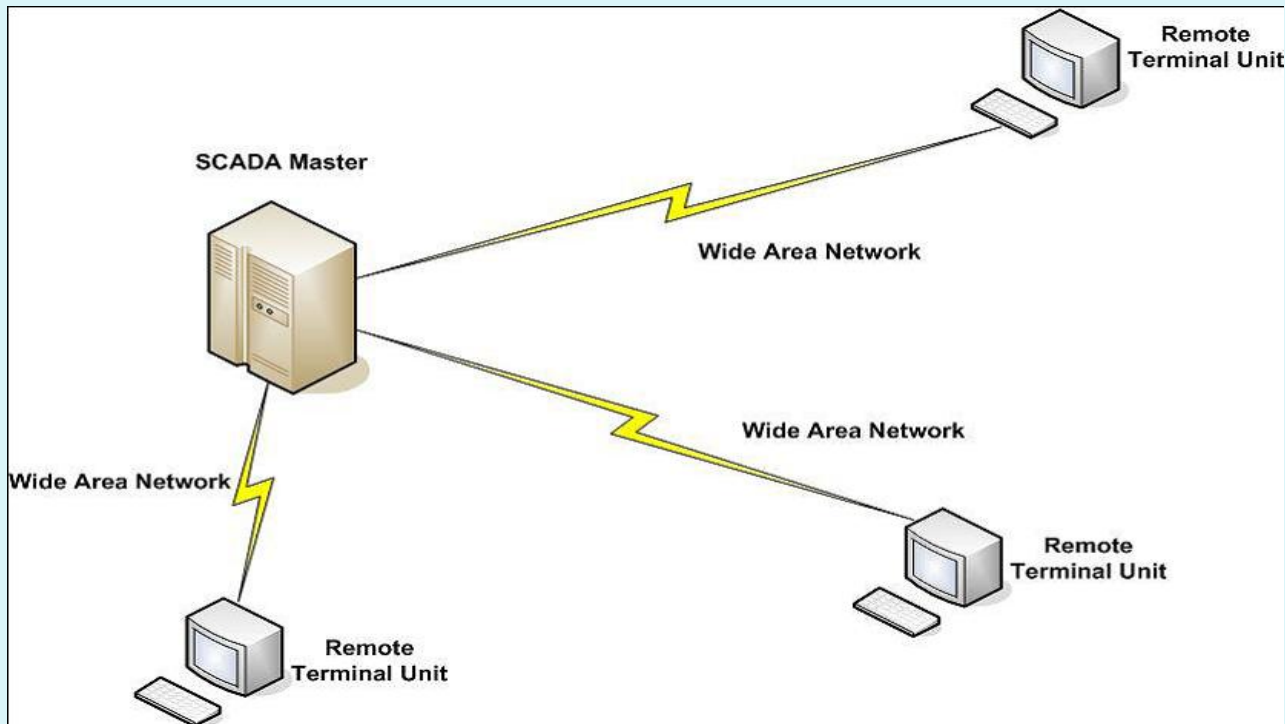 Remote
Terminal Unit
SCADA Master
Wide Area Network
Wide Area Network
Wide Area Network
Remote
Terminal Unit
Remote
Terminal Unit